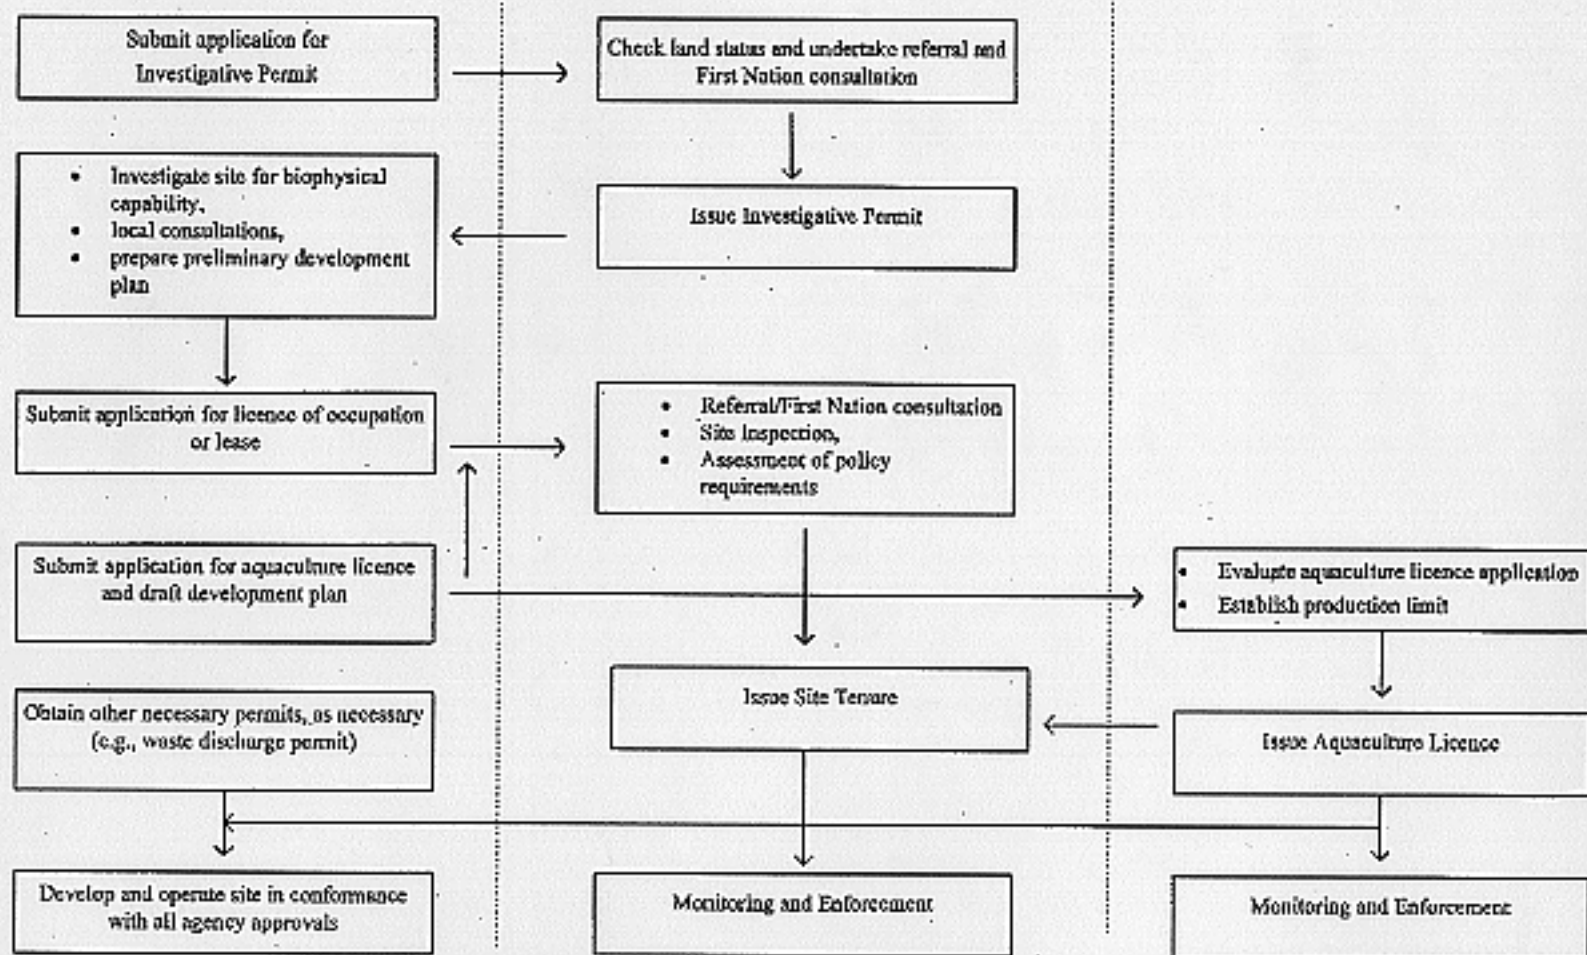 Submit application for
Investigative Permit
Check land status and undertake referral and
First Nation consultation
• Investigate site for biophysical
capability,
• local consultations,
• prepare preliminary development
plan
Issue Investigative Permit
Submit application for licence of occupation
or lease
• Referral/First Nation consultation
• Site Inspection,
• Assessment of policy
requirements
Submit application for aquaculture licence
and draft development plan
• Evaluate aquaculture licence application
• Establish production limit
Obtain other necessary permits, as necessary
(e.g., waste discharge permit)
Issue Site Tenure
Issue Aquaculture Licence
Develop and operate site in conformance
with all agency approvals
Monitoring and Enforcement
Monitoring and Enforcement